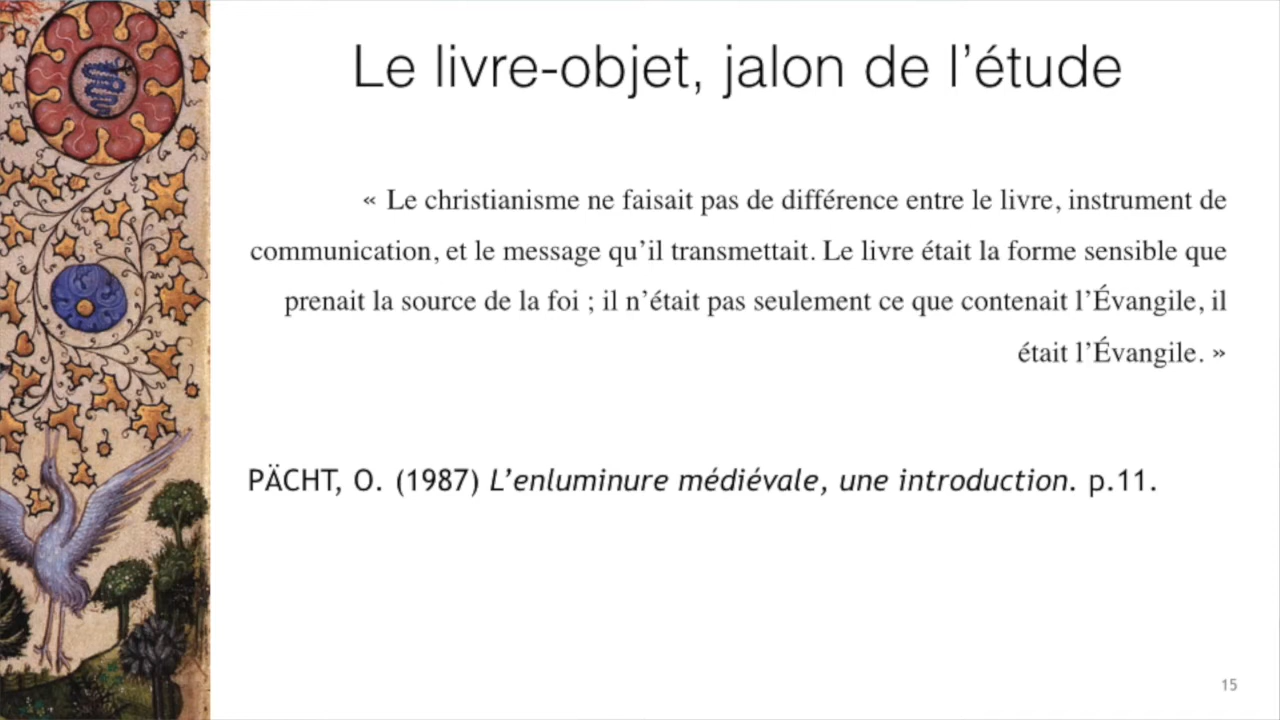 Le livre-objet, jalon de l’étude
« Le christianisme ne faisait pas de différence entre le livre, instrument de
communication, et le message qu’il transmettait. Le livre était la forme sensible que
prenait la source de la foi ; il n’était pas seulement ce que contenait l’Évangile, il
était l’Évangile. »
PÄCHT, O. (1987) L’enluminure médiévale, une introduction. p.11.
15